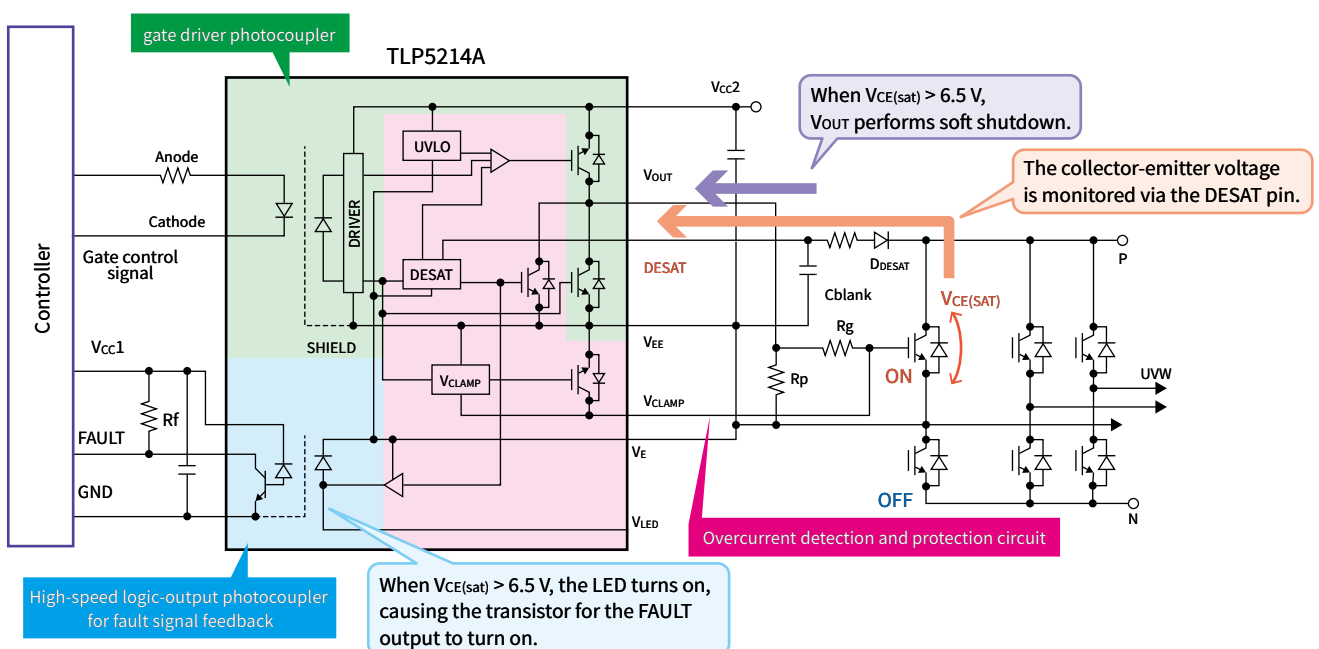 gate driver photocoupler
TLP5214A
VCC2
When VCE(sat) > 6.5 V,
VOUT performs soft shutdown.
The collector-emitter voltage
is monitored via the DESAT pin.
Controller
Anode
Cathode
Gate control
signal
UVLO
DRIVER
DESAT
VOUT
DESAT
DDESAT
P
Cblank
VCE(SAT)
SHIELD
VEE
Rg
VCC1
VCLAMP
VCLAMP
Rp
ON
UVW
Rf
FAULT
GND
VE
VLED
OFF
N
Overcurrent detection and protection circuit
High-speed logic-output photocoupler
for fault signal feedback
When VCE(sat) > 6.5 V, the LED turns on,
causing the transistor for the FAULT
output to turn on.